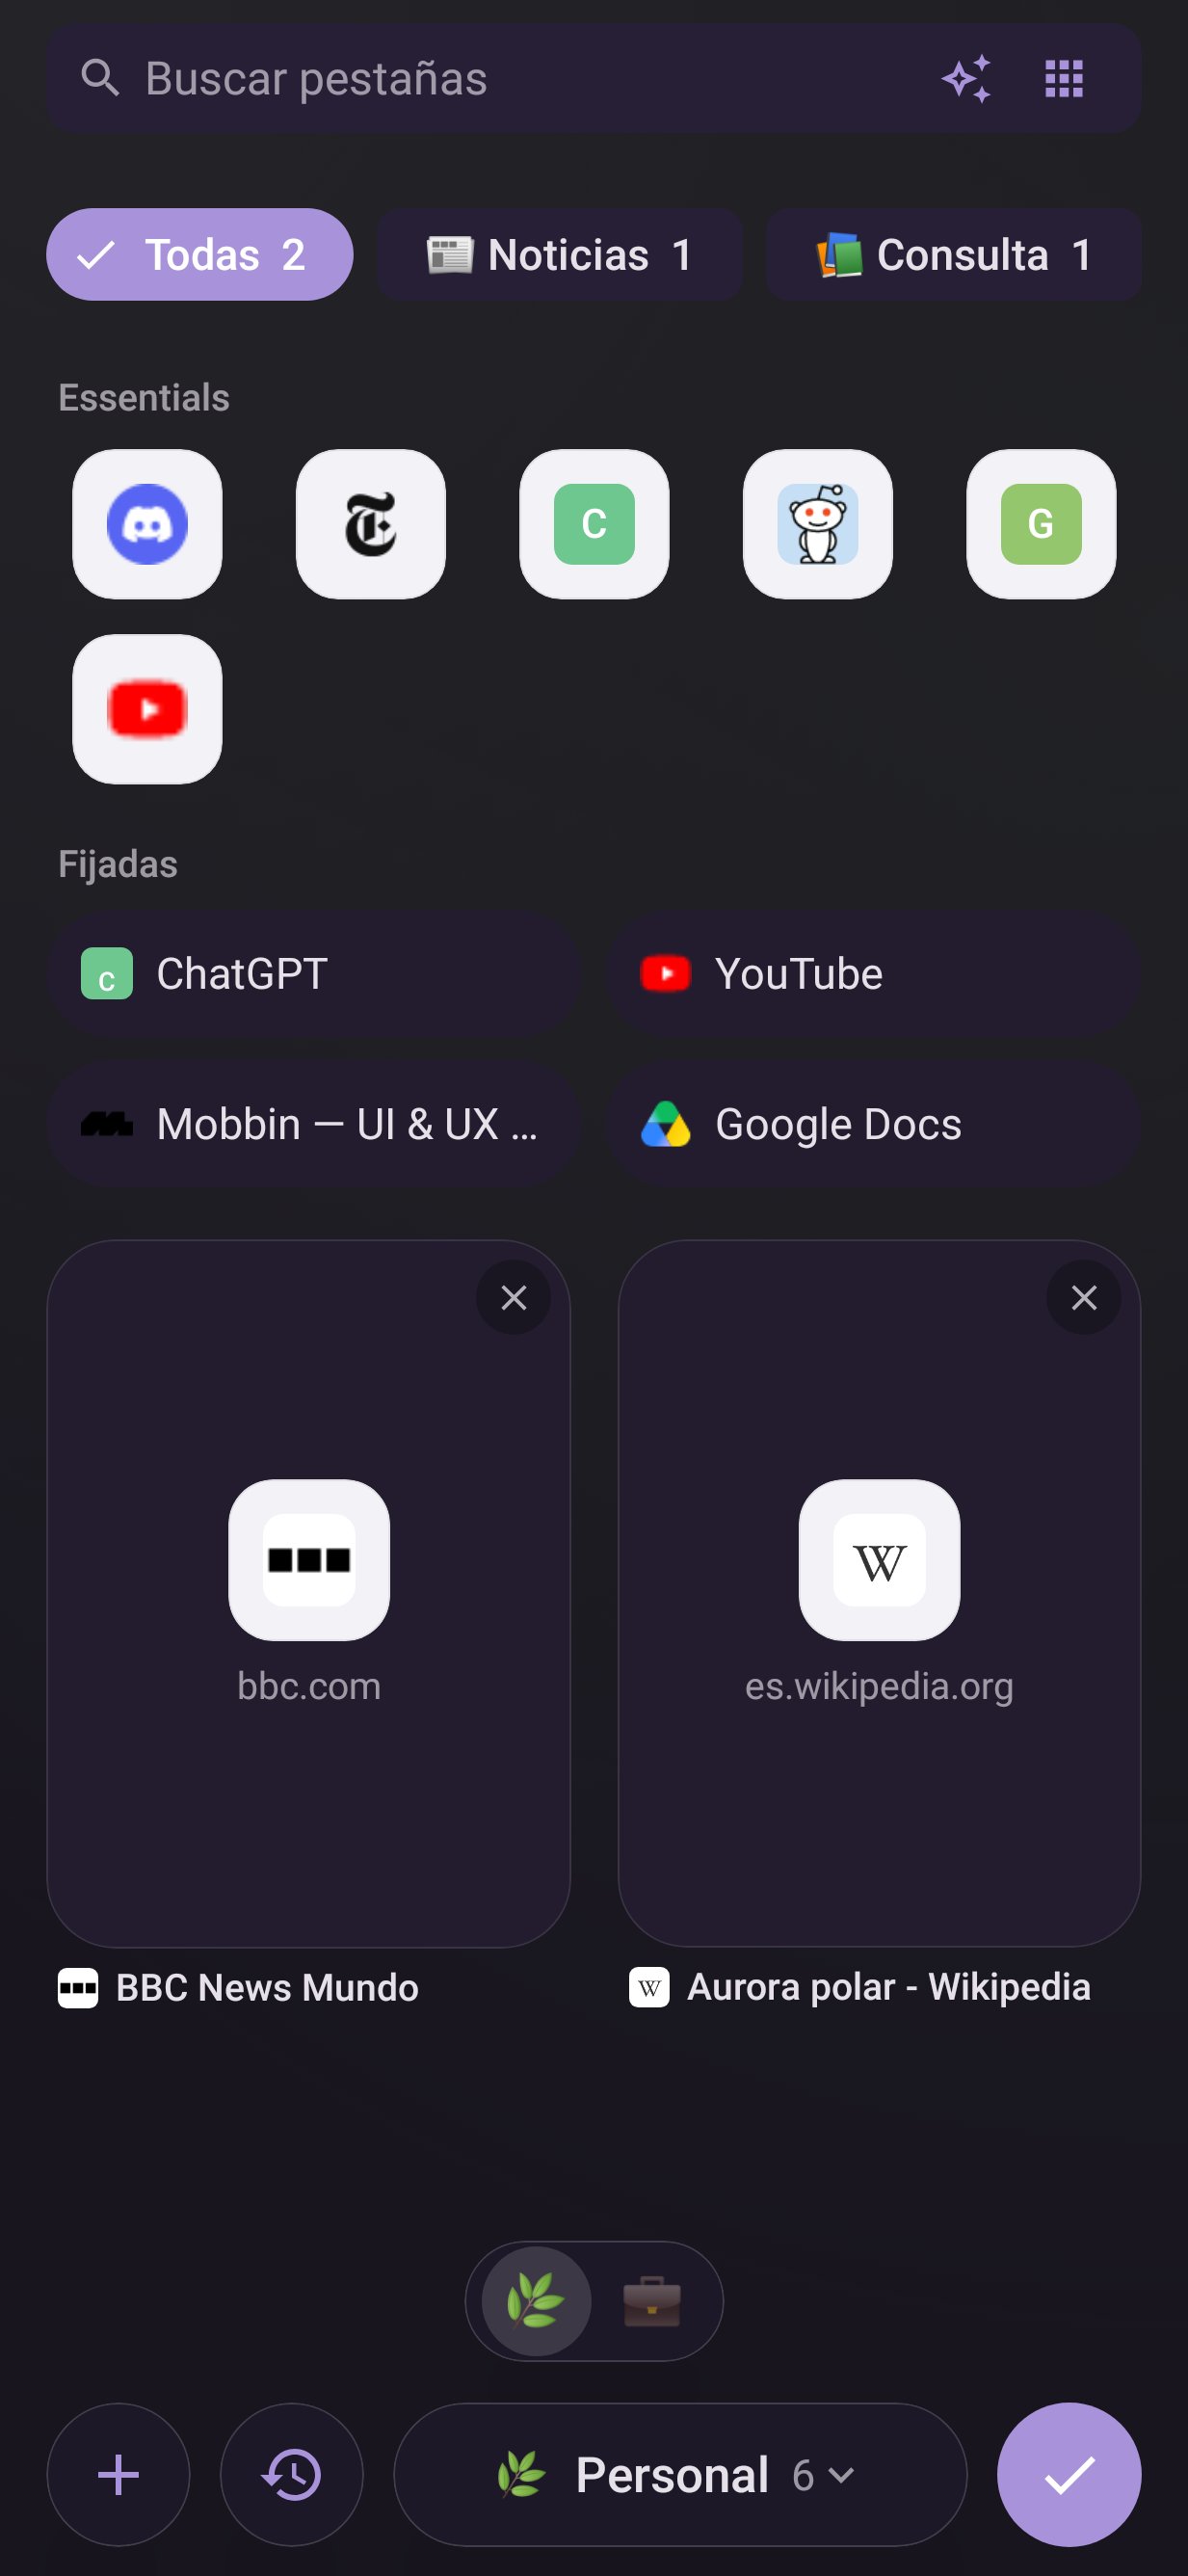 Buscar pestañas
Todas 2
Noticias 1
Consulta 1
Essentials
C
G
Fijadas
C ChatGPT
YouTube
Mobbin — UI & UX ...
Google Docs
W
bbc.com
es.wikipedia.org
BBC News Mundo
W Aurora polar - Wikipedia
Personal 6